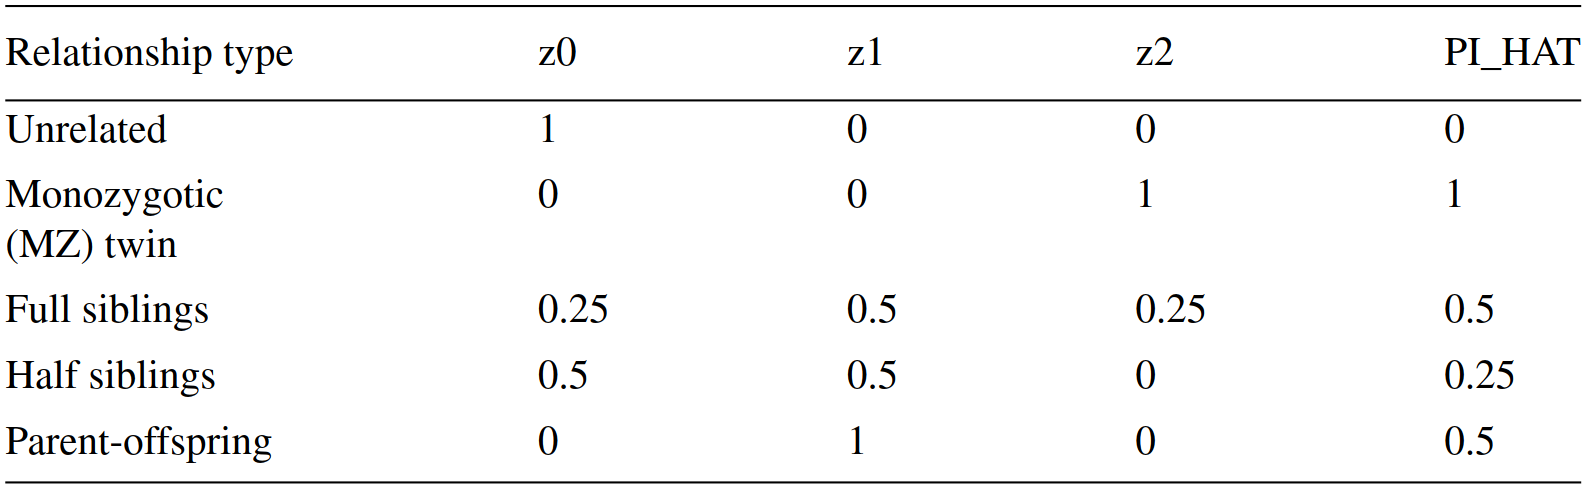 Relationship type z0 z1 z2 PI_HAT
Unrelated 1 0 0 0
Monozygotic 0 0 1 1
(MZ) twin
Full siblings 0.25 0.5 0.25 0.5
Half siblings 0.5 0.5 0 0.25
Parent-offspring 0 1 0 0.5